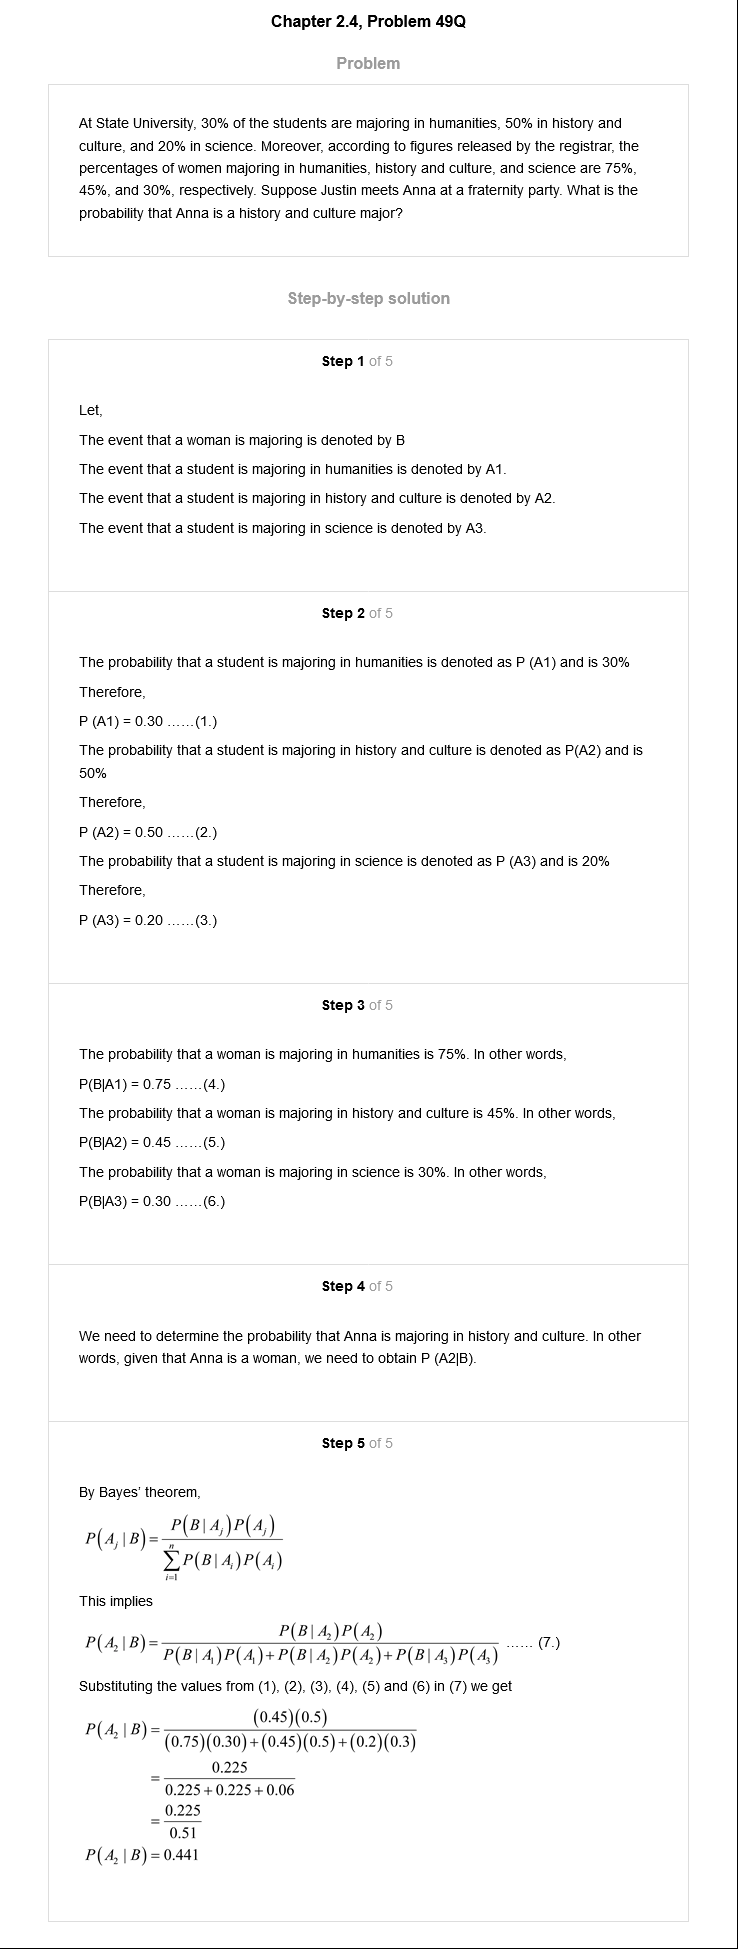 Chapter 2.4, Problem 49Q
Problem
At State University, 30% of the students are majoring in humanities, 50% in history and
culture, and 20% in science. Moreover, according to figures released by the registrar, the
percentages of women majoring in humanities, history and culture, and science are 75%,
45%, and 30%, respectively. Suppose Justin meets Anna at a fraternity party. What is the
probability that Anna is a history and culture major?
Step-by-step solution
Step 1 of 5
Let,
The event that a woman is majoring is denoted by B
The event that a student is majoring in humanities is denoted by A1.
The event that a student is majoring in history and culture is denoted by A2.
The event that a student is majoring in science is denoted by A3.
Step 2 of 5
The probability that a student is majoring in humanities is denoted as P (A1) and is 30%
Therefore,
P (A1) = 0.30 ……(1.)
The probability that a student is majoring in history and culture is denoted as P(A2) and is
50%
Therefore,
P (A2) = 0.50 ……(2.)
The probability that a student is majoring in science is denoted as P (A3) and is 20%
Therefore,
P (A3) = 0.20 ……(3.)
Step 3 of 5
The probability that a woman is majoring in humanities is 75%. In other words,
P(B|A1) = 0.75 ……(4.)
The probability that a woman is majoring in history and culture is 45%. In other words,
P(B|A2) = 0.45 ……(5.)
The probability that a woman is majoring in science is 30%. In other words,
P(B|A3) = 0.30 ……(6.)
Step 4 of 5
We need to determine the probability that Anna is majoring in history and culture. In other
words, given that Anna is a woman, we need to obtain P (A2|B).
Step 5 of 5
By Bayes' theorem,
P(A_j | B) = P(B | A_j)P(A_j) / ∑_{i=1}^{n} P(B | A_i)P(A_i)
This implies
P(A_2 | B) = P(B | A_2)P(A_2) / P(B | A_1)P(A_1)+P(B | A_2)P(A_2)+P(B | A_3)P(A_3) …… (7.)
Substituting the values from (1), (2), (3), (4), (5) and (6) in (7) we get
P(A_2 | B) = (0.45)(0.5) / (0.75)(0.30)+(0.45)(0.5)+(0.2)(0.3)
= 0.225 / 0.225+0.225+0.06
= 0.225 / 0.51
P(A_2 | B) = 0.441